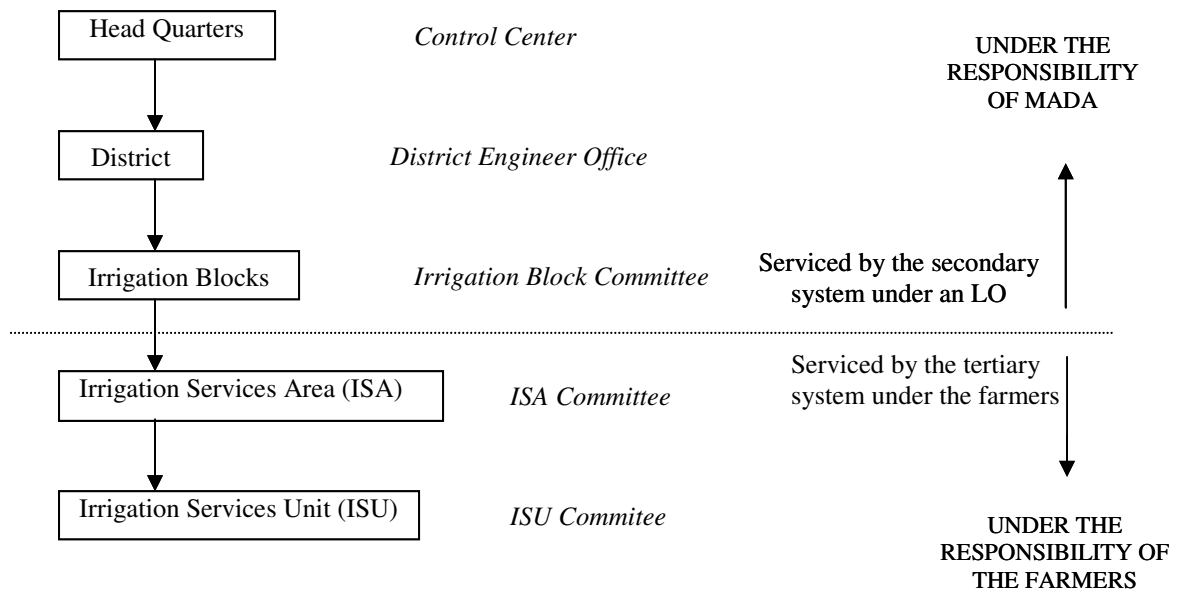 Head Quarters
Control Center
UNDER THE
RESPONSIBILITY
OF MADA
District
District Engineer Office
Irrigation Blocks
Irrigation Block Committee
Serviced by the secondary
system under an LO
Irrigation Services Area (ISA)
ISA Committee
Serviced by the tertiary
system under the farmers
Irrigation Services Unit (ISU)
ISU Commitee
UNDER THE
RESPONSIBILITY OF
THE FARMERS